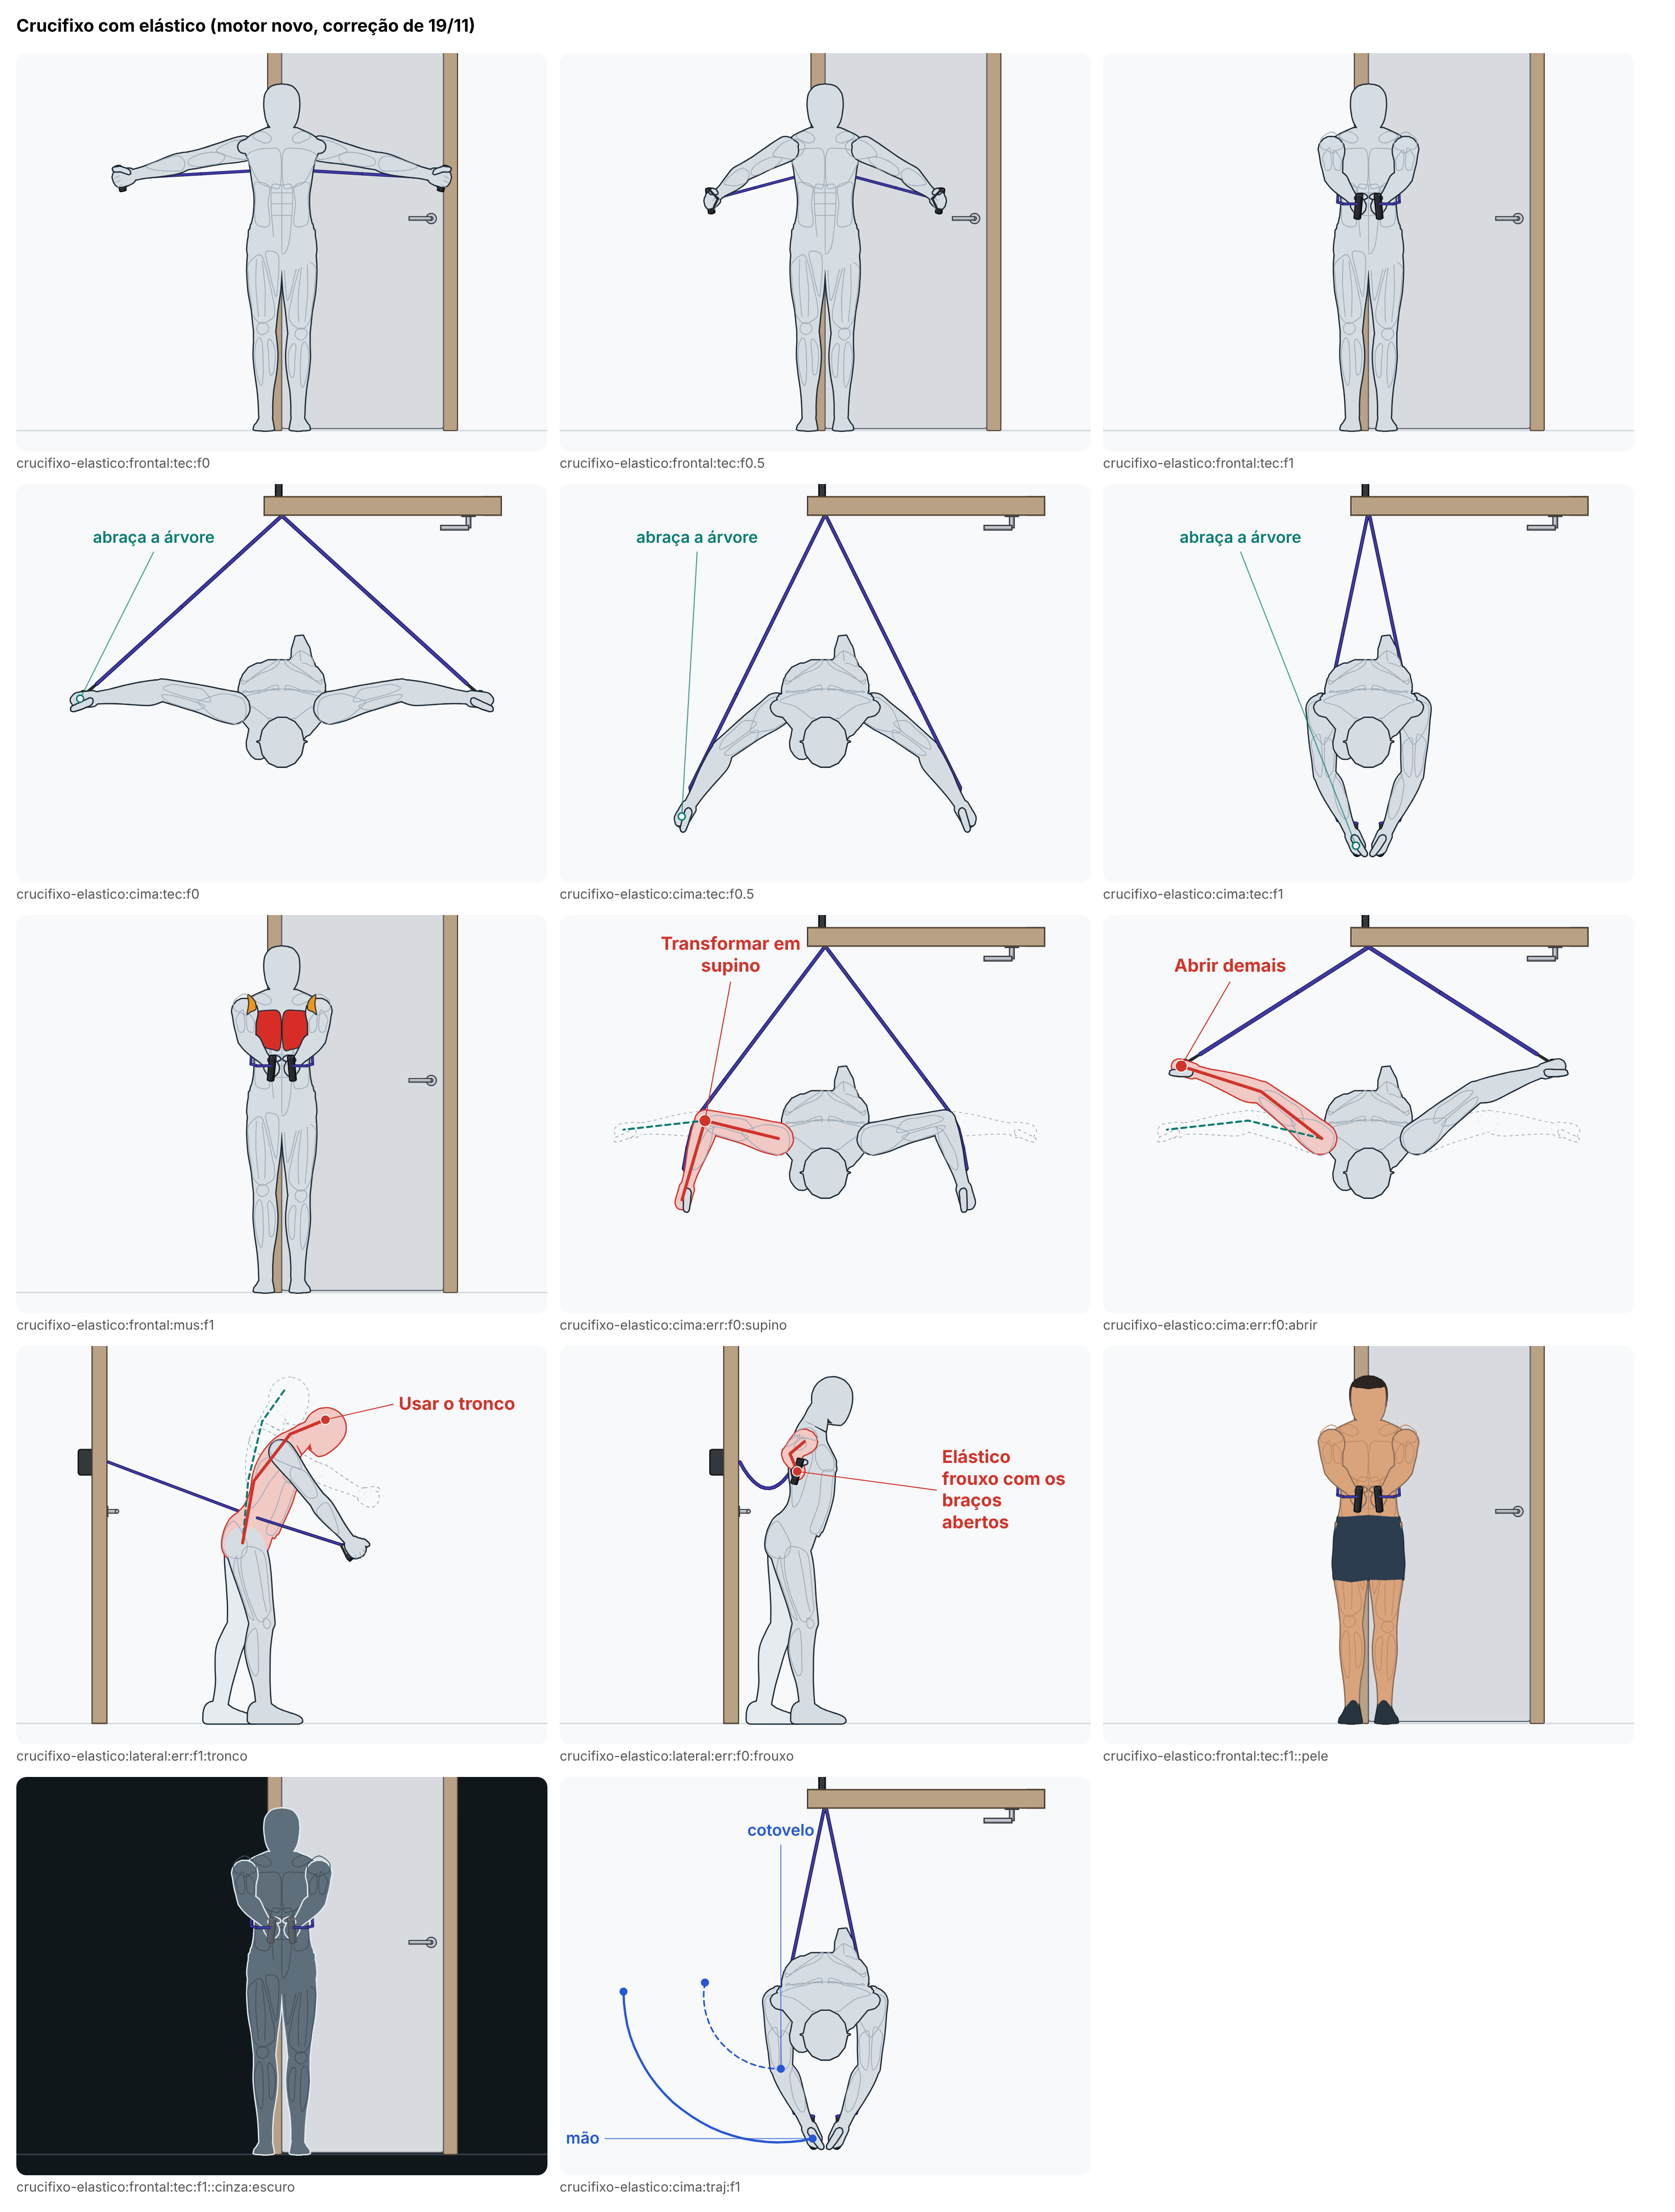 Crucifixo com elástico (motor novo, correção de 19/11)
crucifixo-elastico:frontal:tec:f0
crucifixo-elastico:frontal:tec:f0.5
crucifixo-elastico:frontal:tec:f1
abraça a árvore
abraça a árvore
abraça a árvore
crucifixo-elastico:cima:tec:f0
crucifixo-elastico:cima:tec:f0.5
crucifixo-elastico:cima:tec:f1
Transformar em
supino
Abrir demais
crucifixo-elastico:frontal:mus:f1
crucifixo-elastico:cima:err:f0:supino
crucifixo-elastico:cima:err:f0:abrir
Usar o tronco
Elástico
frouxo com os
braços
abertos
crucifixo-elastico:lateral:err:f1:tronco
crucifixo-elastico:lateral:err:f0:frouxo
crucifixo-elastico:frontal:tec:f1::pele
cotovelo
mão
crucifixo-elastico:frontal:tec:f1::cinza:escuro
crucifixo-elastico:cima:traj:f1